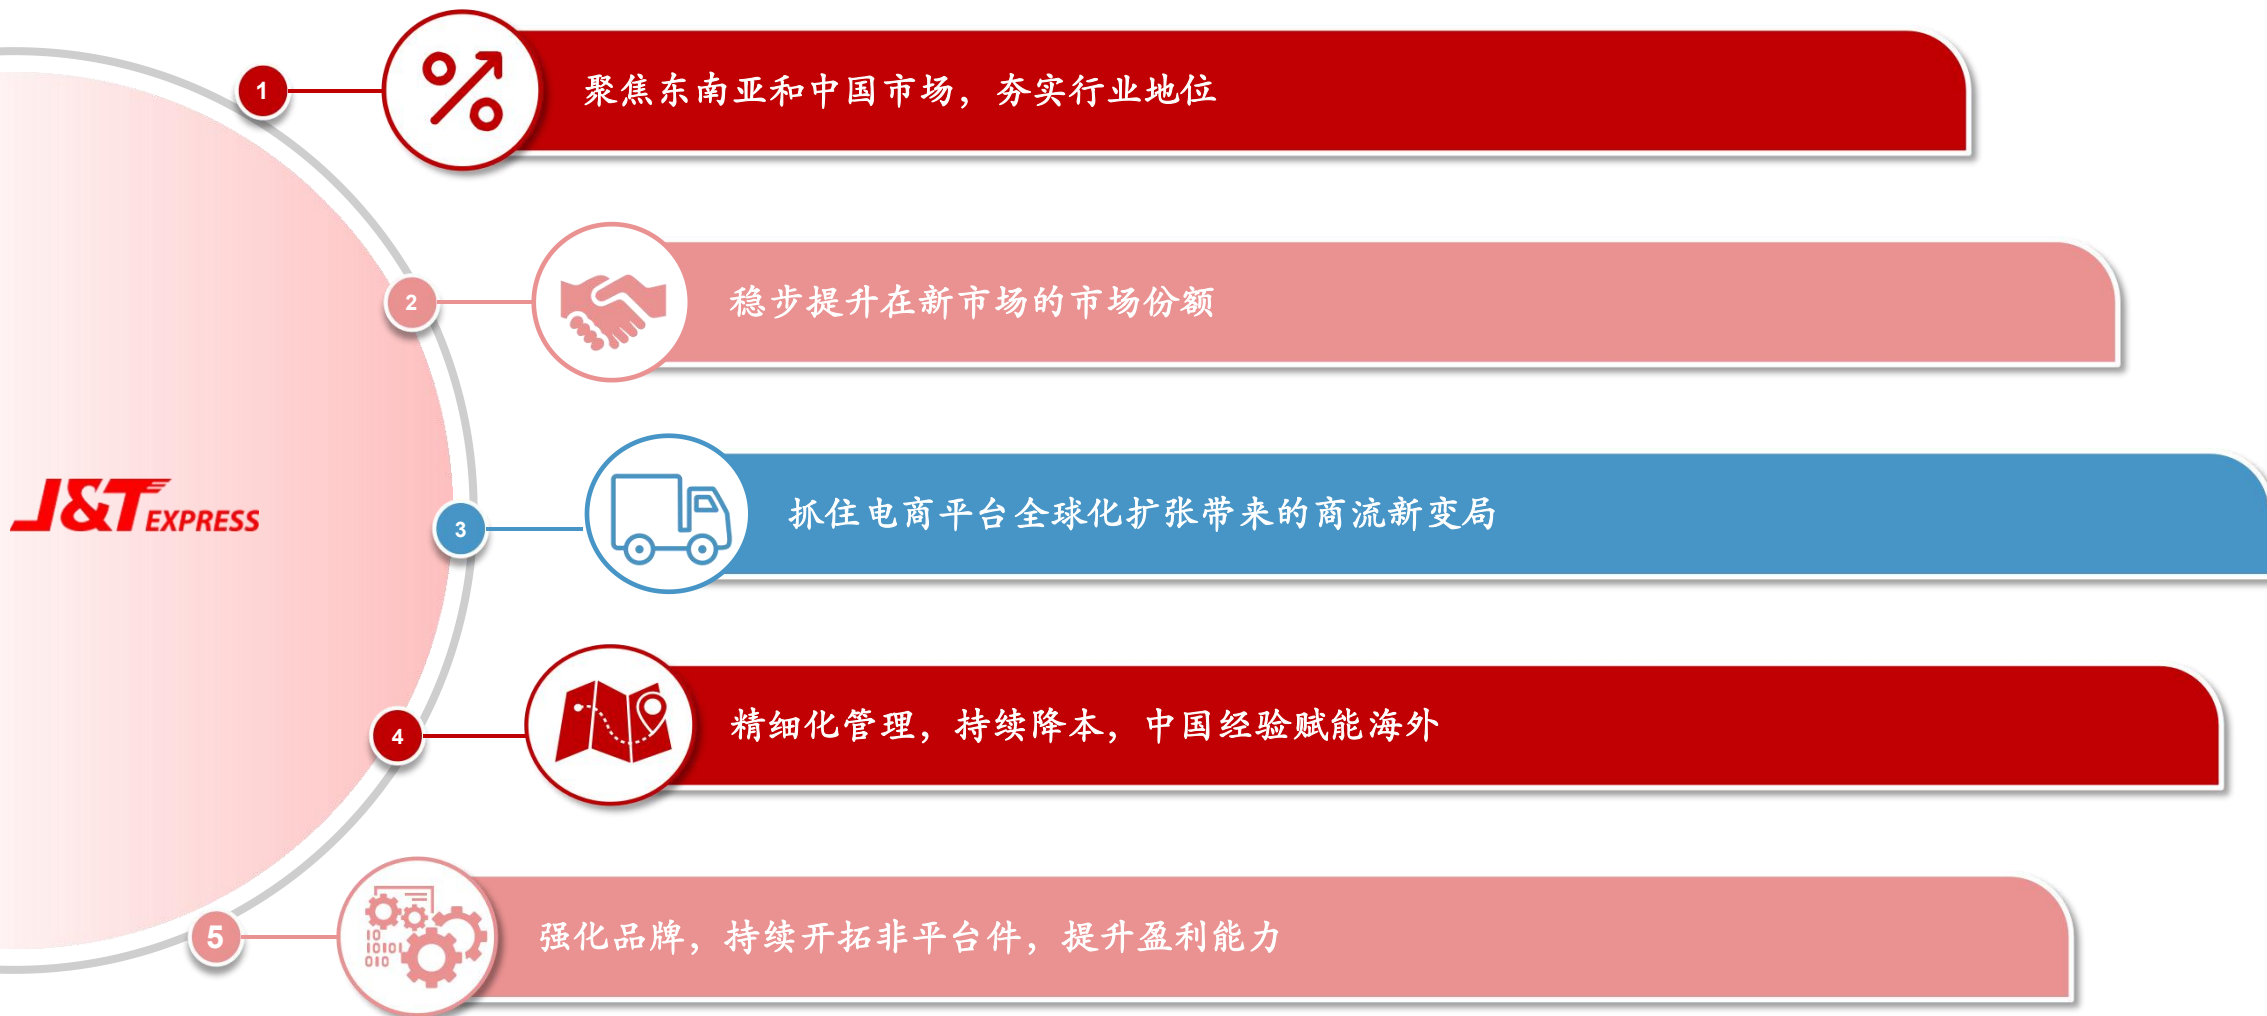 1
聚焦东南亚和中国市场，夯实行业地位
2
稳步提升在新市场的市场份额
J&T EXPRESS
3
抓住电商平台全球化扩张带来的商流新变局
4
精细化管理，持续降本，中国经验赋能海外
5
10
1010
010
强化品牌，持续开拓非平台件，提升盈利能力